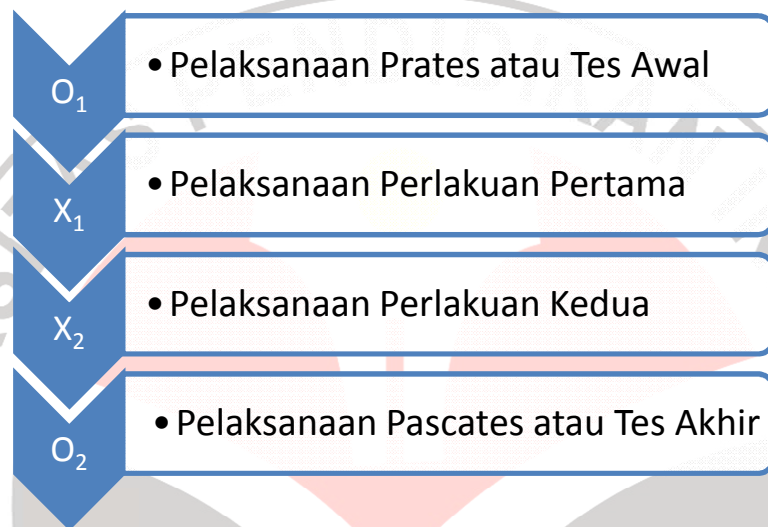 O₁
• Pelaksanaan Prates atau Tes Awal
X₁
• Pelaksanaan Perlakuan Pertama
X₂
• Pelaksanaan Perlakuan Kedua
O₂
• Pelaksanaan Pascates atau Tes Akhir